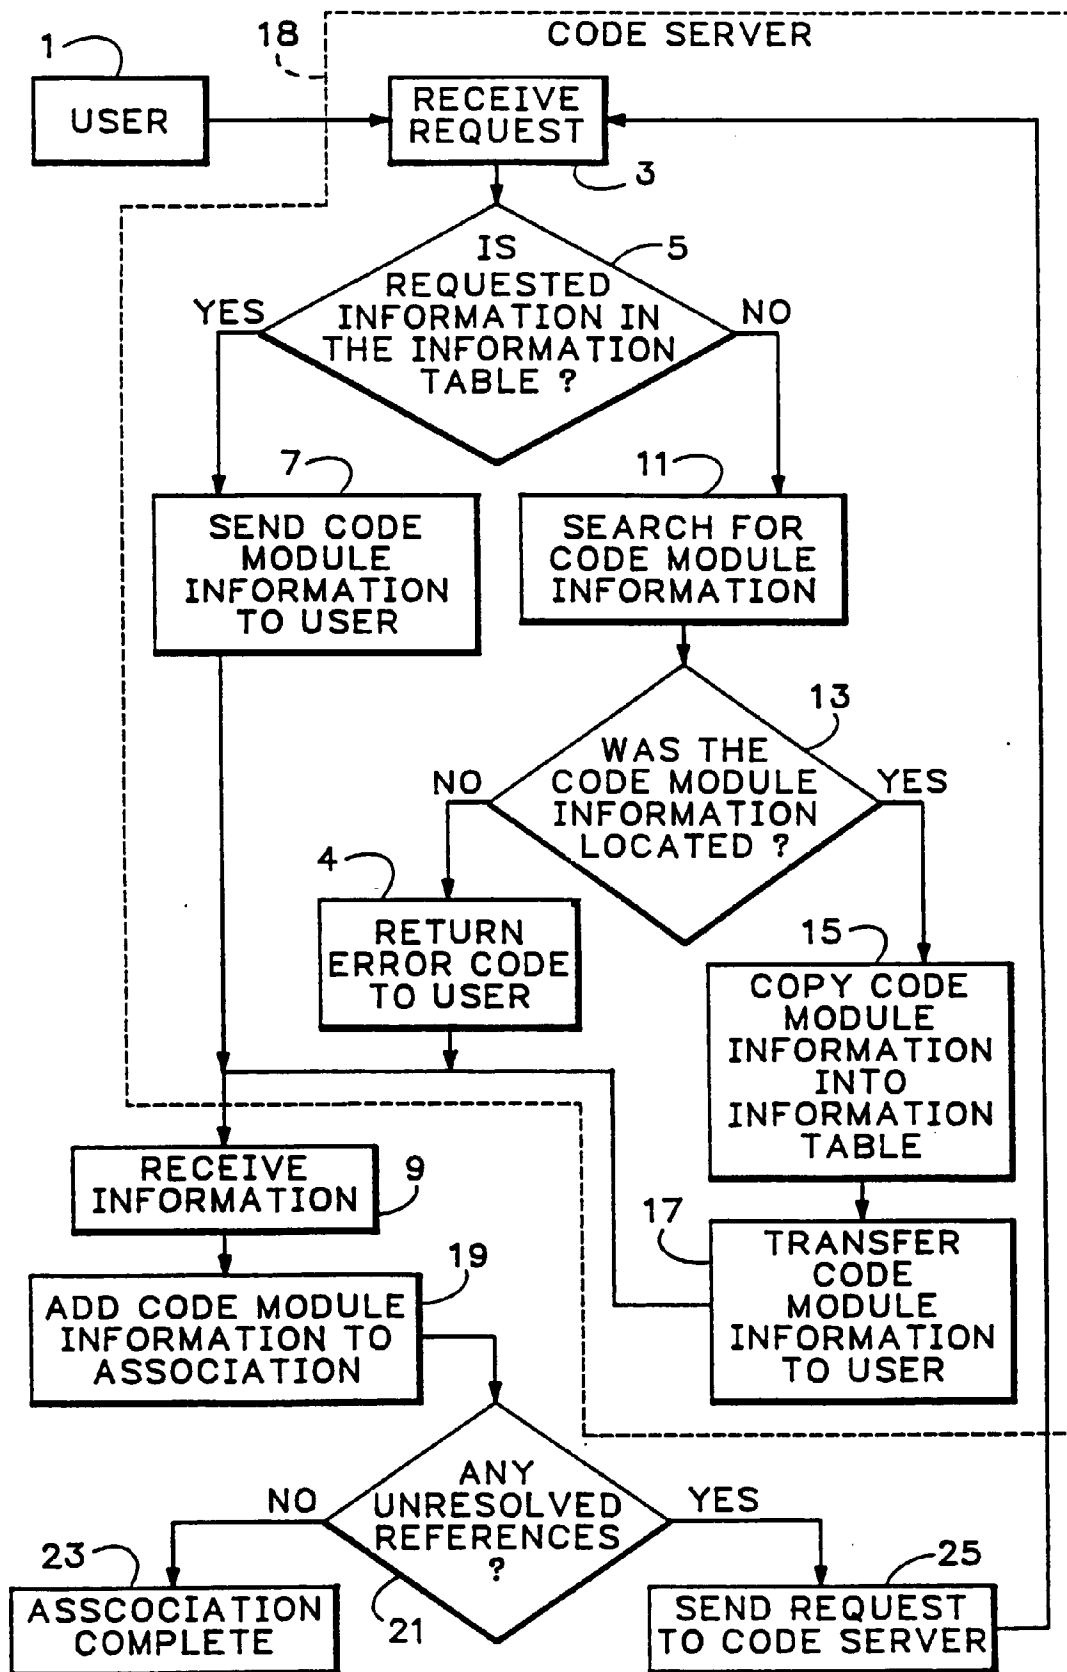 CODE SERVER
1
18
USER
RECEIVE
REQUEST
3
5
IS
REQUESTED
INFORMATION IN
THE INFORMATION
TABLE ?
YES
NO
7
11
SEND CODE
MODULE
INFORMATION
TO USER
SEARCH FOR
CODE MODULE
INFORMATION
13
WAS THE
CODE MODULE
INFORMATION
LOCATED ?
NO
YES
4
RETURN
ERROR CODE
TO USER
15
COPY CODE
MODULE
INFORMATION
INTO
INFORMATION
TABLE
RECEIVE
INFORMATION
9
17
TRANSFER
CODE
MODULE
INFORMATION
TO USER
19
ADD CODE MODULE
INFORMATION TO
ASSOCIATION
ANY
UNRESOLVED
REFERENCES
?
NO
YES
21
23
ASSCOCIATION
COMPLETE
25
SEND REQUEST
TO CODE SERVER